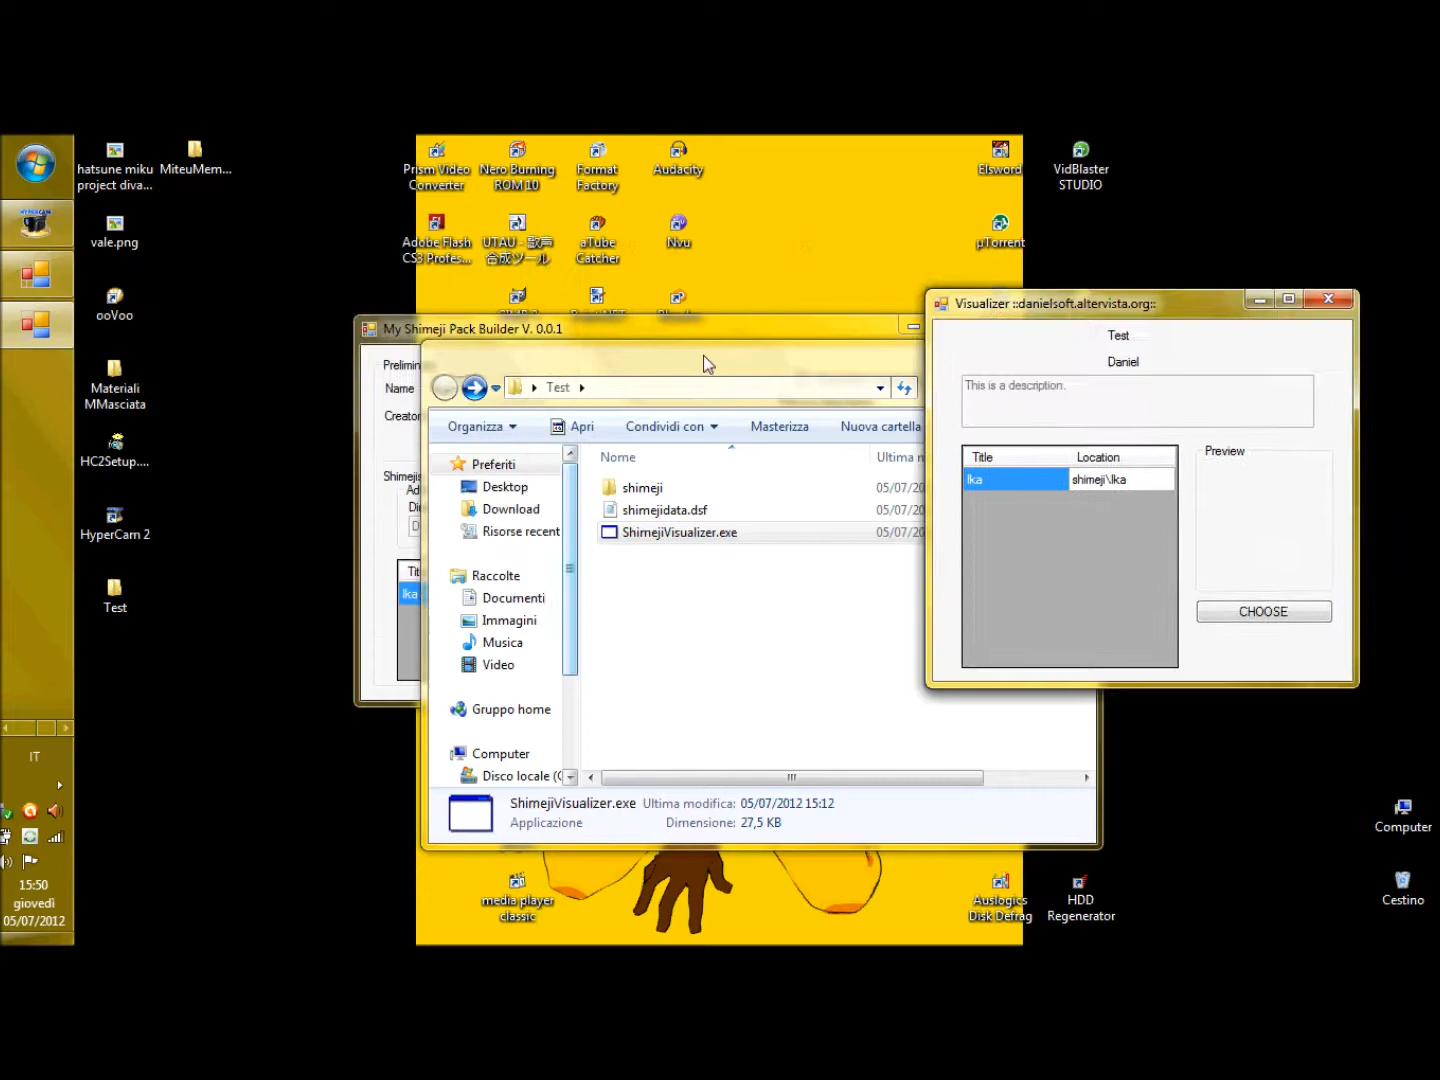 hatsune miku
project diva...
MiteuMem...
vale.png
ooVoo
Materiali
MMasciata
HC2Setup....
HyperCam 2
Test
Prism Video
Converter
Nero Burning
ROM 10
Format
Factory
Audacity
Elsword
VidBlaster
STUDIO
Adobe Flash
CS3 Profes...
UTAU - 歌声
合成ツール
aTube
Catcher
Nvu
µTorrent
My Shimeji Pack Builder V. 0.0.1
Prelimin
Name
Creator
Shimejis
Ad
Di
D
Tit
Ika
Test
Organizza
Apri
Condividi con
Masterizza
Nuova cartella
Preferiti
Desktop
Download
Risorse recent
Raccolte
Documenti
Immagini
Musica
Video
Gruppo home
Computer
Disco locale (C
Nome
Ultima m
shimeji
05/07/20
shimejidata.dsf
05/07/20
ShimejiVisualizer.exe
05/07/20
ShimejiVisualizer.exe Ultima modifica: 05/07/2012 15:12
Applicazione Dimensione: 27,5 KB
Visualizer ::danielsoft.altervista.org::
Test
Daniel
This is a description.
Title Location
Ika shimeji\Ika
Preview
CHOOSE
media player
classic
Auslogics
Disk Defrag
HDD
Regenerator
Computer
Cestino
IT
15:50
giovedì
05/07/2012